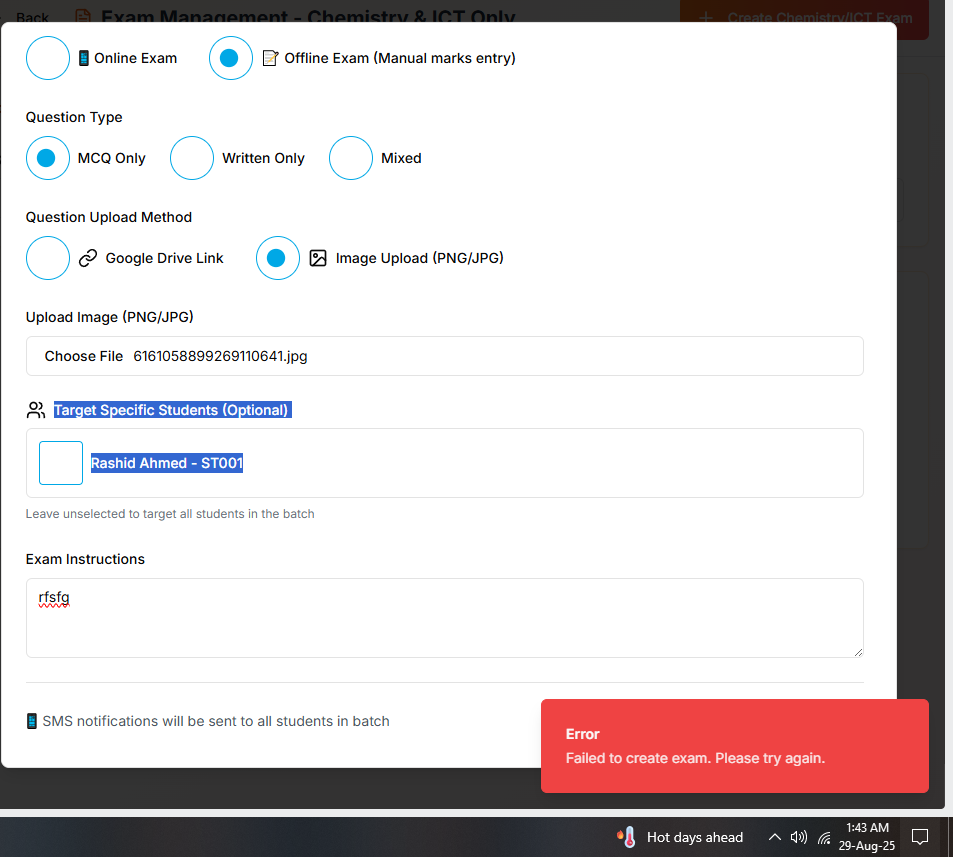 Back Exam Management - Chemistry & ICT Only + Create Chemistry/ICT Exam
Online Exam Offline Exam (Manual marks entry)
Question Type
MCQ Only Written Only Mixed
Question Upload Method
Google Drive Link Image Upload (PNG/JPG)
Upload Image (PNG/JPG)
Choose File 6161058899269110641.jpg
Target Specific Students (Optional)
Rashid Ahmed - ST001
Leave unselected to target all students in the batch
Exam Instructions
rfsfg
SMS notifications will be sent to all students in batch
Error
Failed to create exam. Please try again.
Hot days ahead
1:43 AM
29-Aug-25